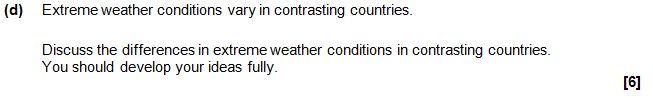 (d) Extreme weather conditions vary in contrasting countries.
Discuss the differences in extreme weather conditions in contrasting countries.
You should develop your ideas fully.
[6]